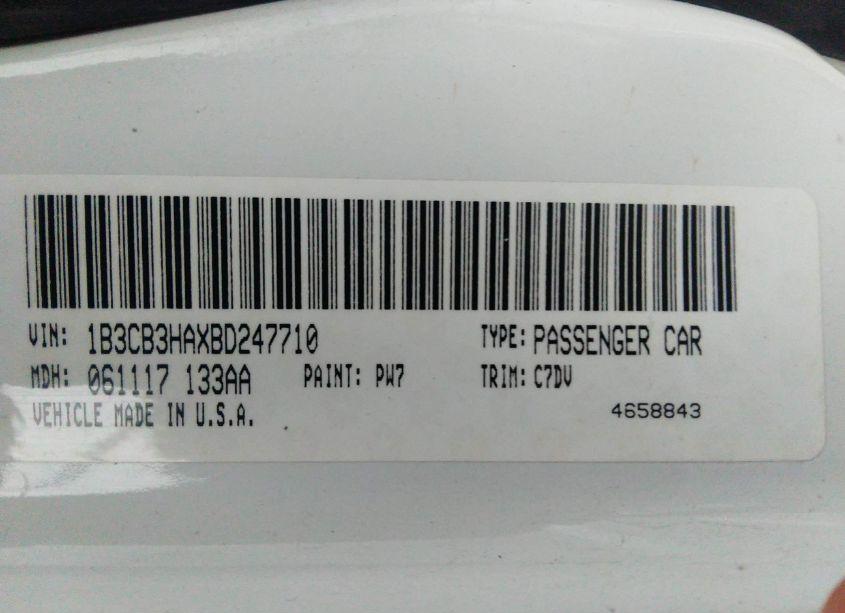 VIN: 1B3CB3HAXBD247710 TYPE: PASSENGER CAR
MDH: 061117 133AA PAINT: PW7 TRIM: C7DV
VEHICLE MADE IN U.S.A. 4658843